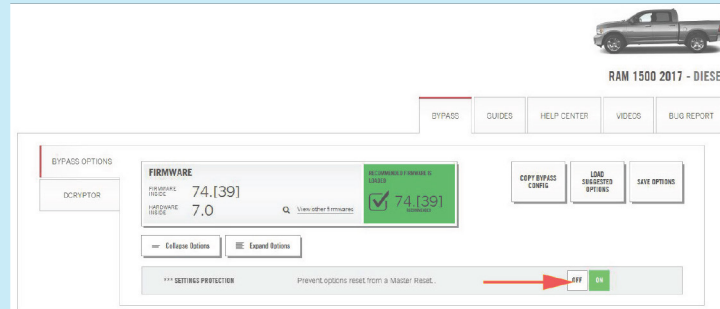 RAM 1500 2017 - DIESE
BYPASS
GUIDES
HELP CENTER
VIDEOS
BUG REPORT
BYPASS OPTIONS
DCRYPTOR
FIRMWARE
FIRMWARE INSIDE
74.[39]
HARDWARE INSIDE
7.0
View other firmwares
RECOMMENDED FIRMWARE IS
LOADED
74.[39]
COPY BYPASS
CONFIG
LOAD
SUGGESTED
OPTIONS
SAVE OPTIONS
Collapse Options
Expand Options
*** SETTINGS PROTECTION
Prevent options reset from a Master Reset..
OFF
ON